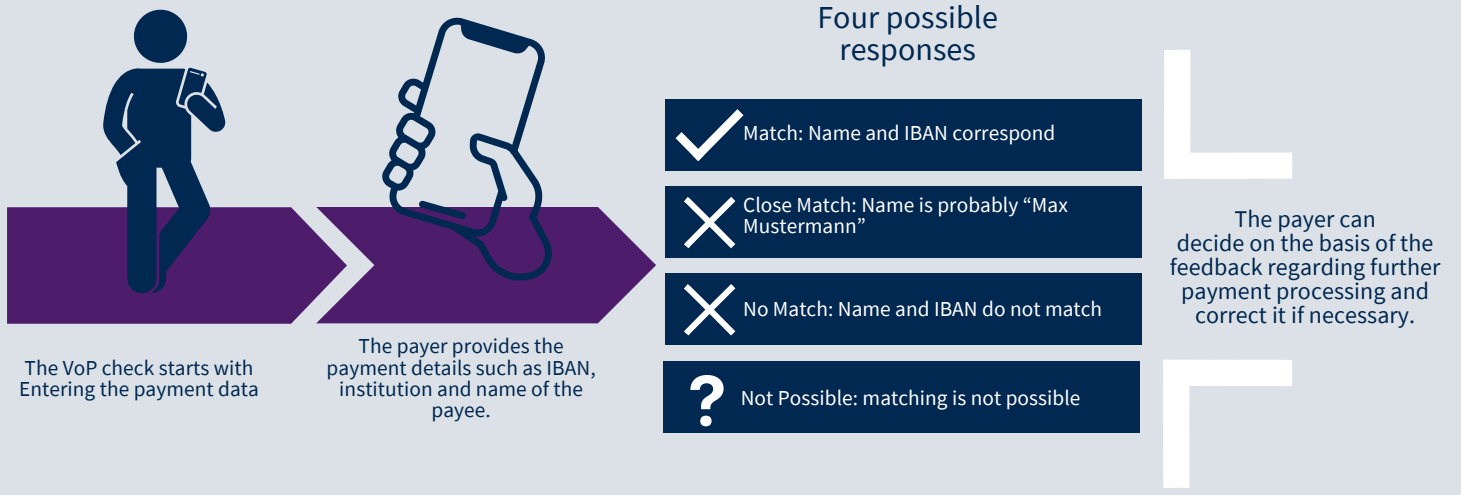 The VoP check starts with
Entering the payment data
The payer provides the
payment details such as IBAN,
institution and name of the
payee.
Four possible
responses
Match: Name and IBAN correspond
Close Match: Name is probably “Max
Mustermann”
No Match: Name and IBAN do not match
?
Not Possible: matching is not possible
The payer can
decide on the basis of the
feedback regarding further
payment processing and
correct it if necessary.